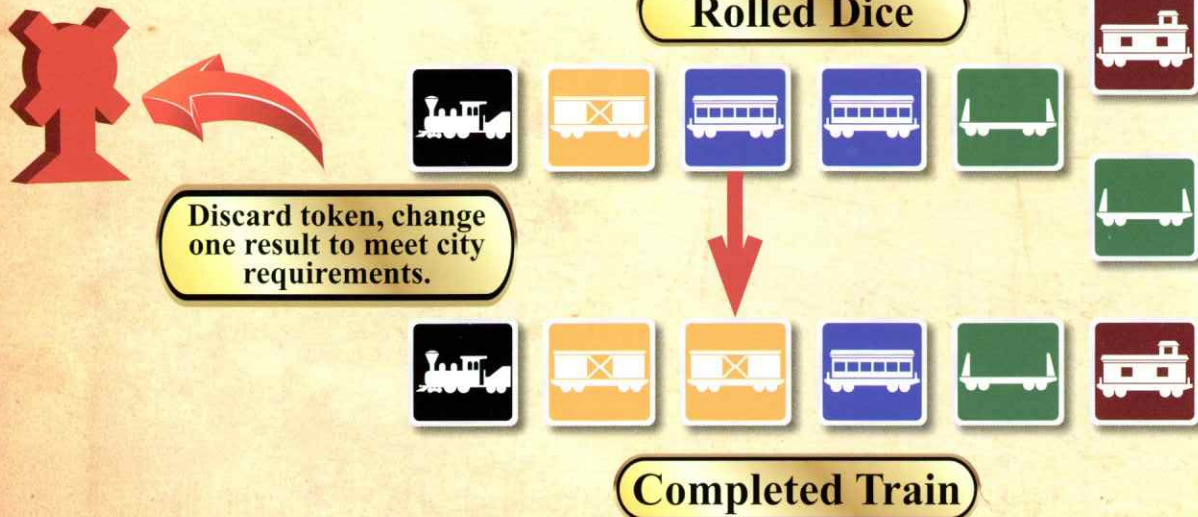 Rolled Dice
Discard token, change
one result to meet city
requirements.
Completed Train